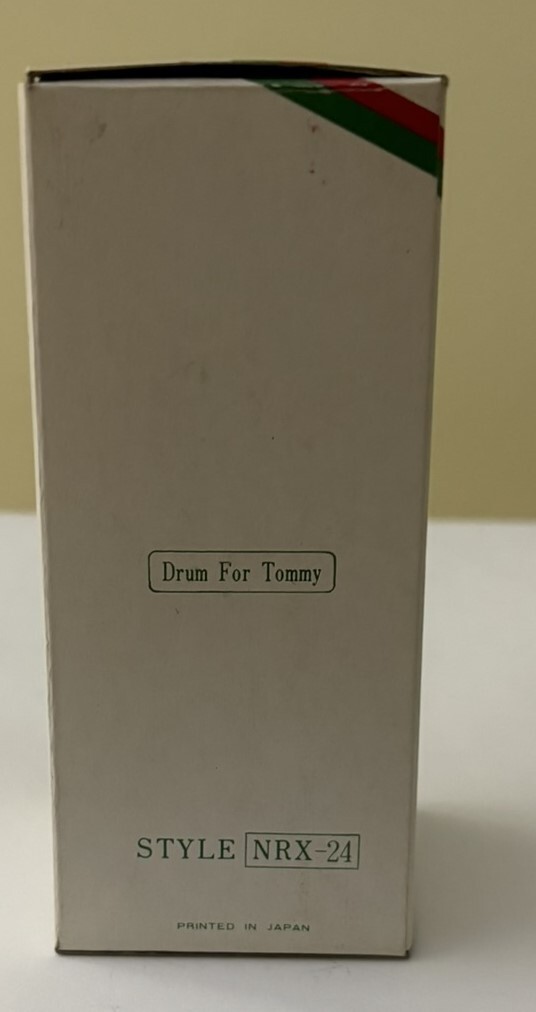 Drum For Tommy
STYLE NRX-24
PRINTED IN JAPAN